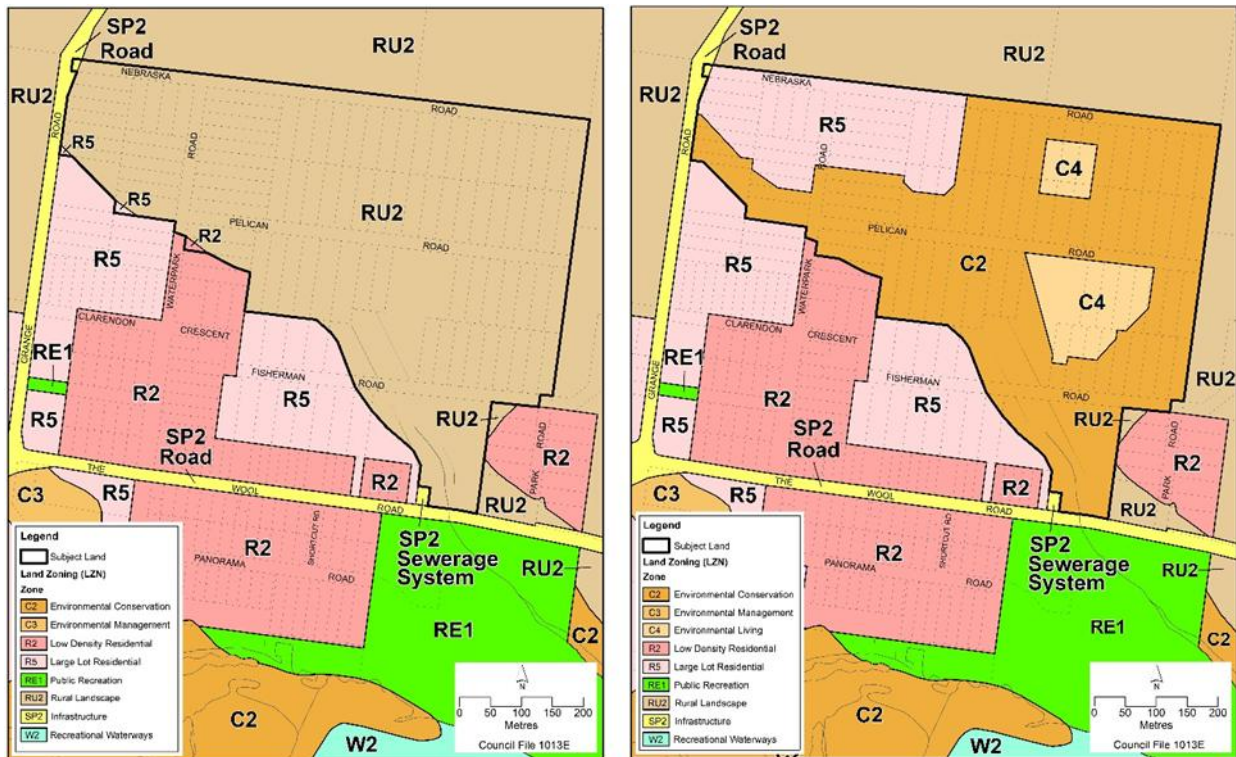 SP2
Road
RU2
NEBRASKA
ROAD
RU2
ROAD
R5
ROAD
R5
RU2
PELICAN
ROAD
R2
R5
WATERPARK
CLARENDON
CRESCENT
GRANGE
RE1
FISHERMAN
ROAD
R2
R5
R5
RU2
ROAD
R2
PARK
SP2
Road
THE
WOOL
ROAD
R2
RU2
C3
R5
R2
SHORTCUT RD
SP2
Sewerage
System
PANORAMA
ROAD
RU2
RE1
C2
C2
W2
Legend
Subject Land
Land Zoning (LZN)
Zone
C2 Environmental Conservation
C3 Environmental Management
R2 Low Density Residential
R5 Large Lot Residential
RE1 Public Recreation
RU2 Rural Landscape
SP2 Infrastructure
W2 Recreational Waterways
N
0 50 100 150 200
Metres
Council File 1013E
SP2
Road
RU2
NEBRASKA
ROAD
RU2
ROAD
R5
ROAD
C4
PELICAN
ROAD
R5
C2
C4
WATERPARK
CLARENDON
CRESCENT
GRANGE
RE1
FISHERMAN
ROAD
RU2
R2
R5
R5
RU2
ROAD
R2
PARK
SP2
Road
THE
WOOL
ROAD
R2
RU2
C3
R5
R2
SHORTCUT RD
SP2
Sewerage
System
PANORAMA
ROAD
RU2
RE1
C2
C2
W2
Legend
Subject Land
Land Zoning (LZN)
Zone
C2 Environmental Conservation
C3 Environmental Management
C4 Environmental Living
R2 Low Density Residential
R5 Large Lot Residential
RE1 Public Recreation
RU2 Rural Landscape
SP2 Infrastructure
W2 Recreational Waterways
N
0 50 100 150 200
Metres
Council File 1013E